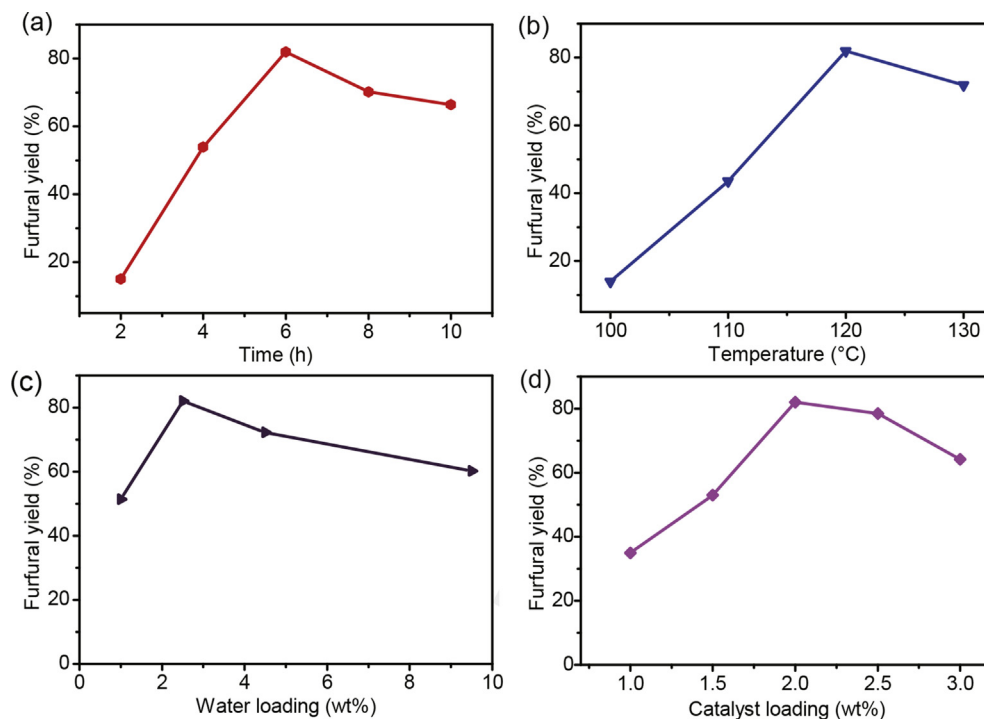 (a)
80
60
40
20
Furfural yield (%)
2 4 6 8 10
Time (h)
(b)
80
60
40
20
Furfural yield (%)
100 110 120 130
Temperature (°C)
(c)
80
60
40
20
0
Furfural yield (%)
0 2 4 6 8 10
Water loading (wt%)
(d)
80
60
40
20
0
Furfural yield (%)
1.0 1.5 2.0 2.5 3.0
Catalyst loading (wt%)